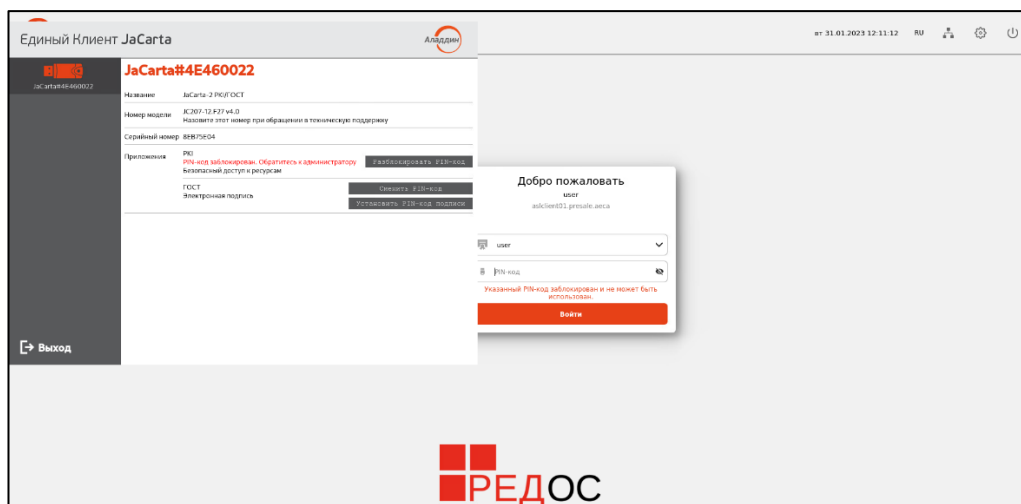 Единый Клиент JaCarta
Аладдин
вт 31.01.2023 12:11:12 RU
JaCarta#4E460022
JaCarta#4E460022
Название JaCarta-2 PKI/ГОСТ
Номер модели JC207-12.F27 v4.0
Назовите этот номер при обращении в техническую поддержку
Серийный номер 8EB75E04
Приложения PKI
PIN-код заблокирован. Обратитесь к администратору Разблокировать PIN-код
Безопасный доступ к ресурсам
ГОСТ Сменить PIN-код
Электронная подпись
Установить PIN-код подписи
Выход
Добро пожаловать
user
aslclient01.presale.aeca
user
PIN-код
Указанный PIN-код заблокирован и не может быть
использован.
Войти
РЕДОС